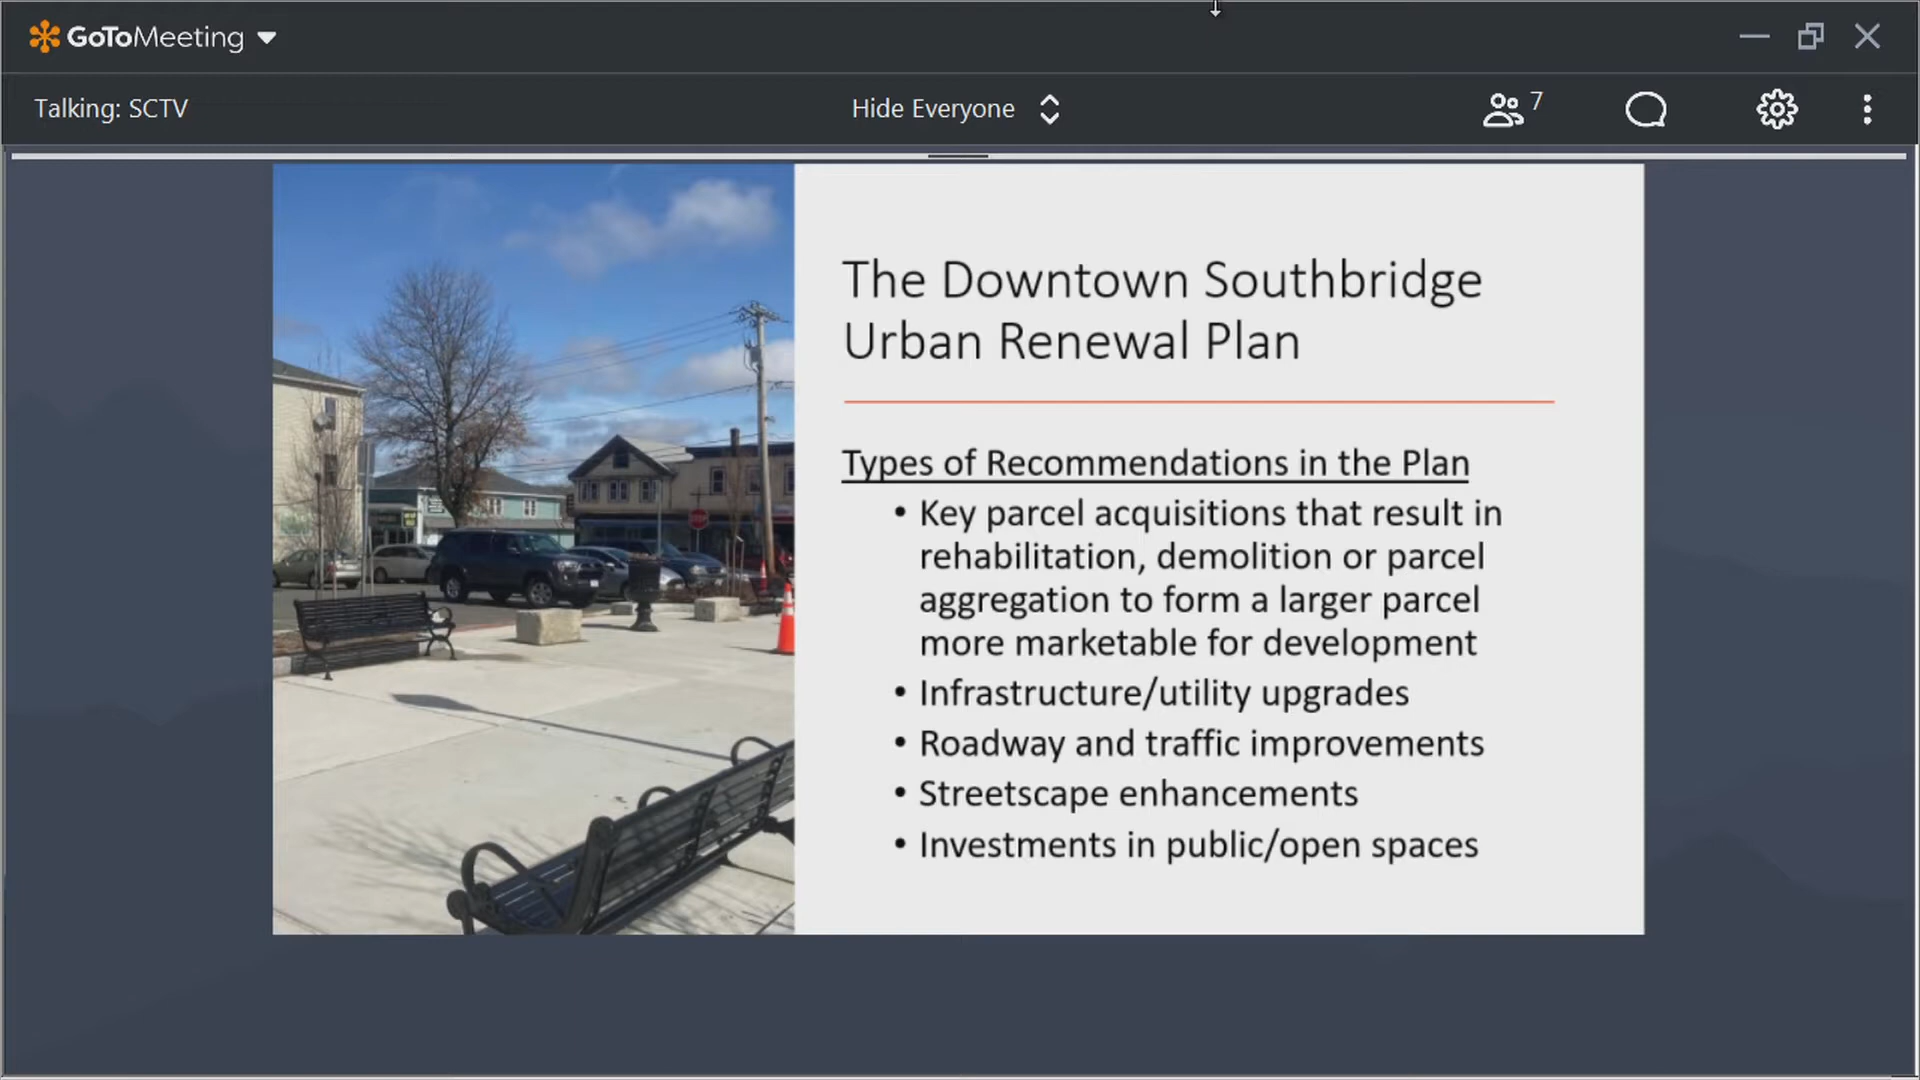 GoToMeeting
Talking: SCTV
Hide Everyone
7
The Downtown Southbridge
Urban Renewal Plan
Types of Recommendations in the Plan
• Key parcel acquisitions that result in
rehabilitation, demolition or parcel
aggregation to form a larger parcel
more marketable for development
• Infrastructure/utility upgrades
• Roadway and traffic improvements
• Streetscape enhancements
• Investments in public/open spaces